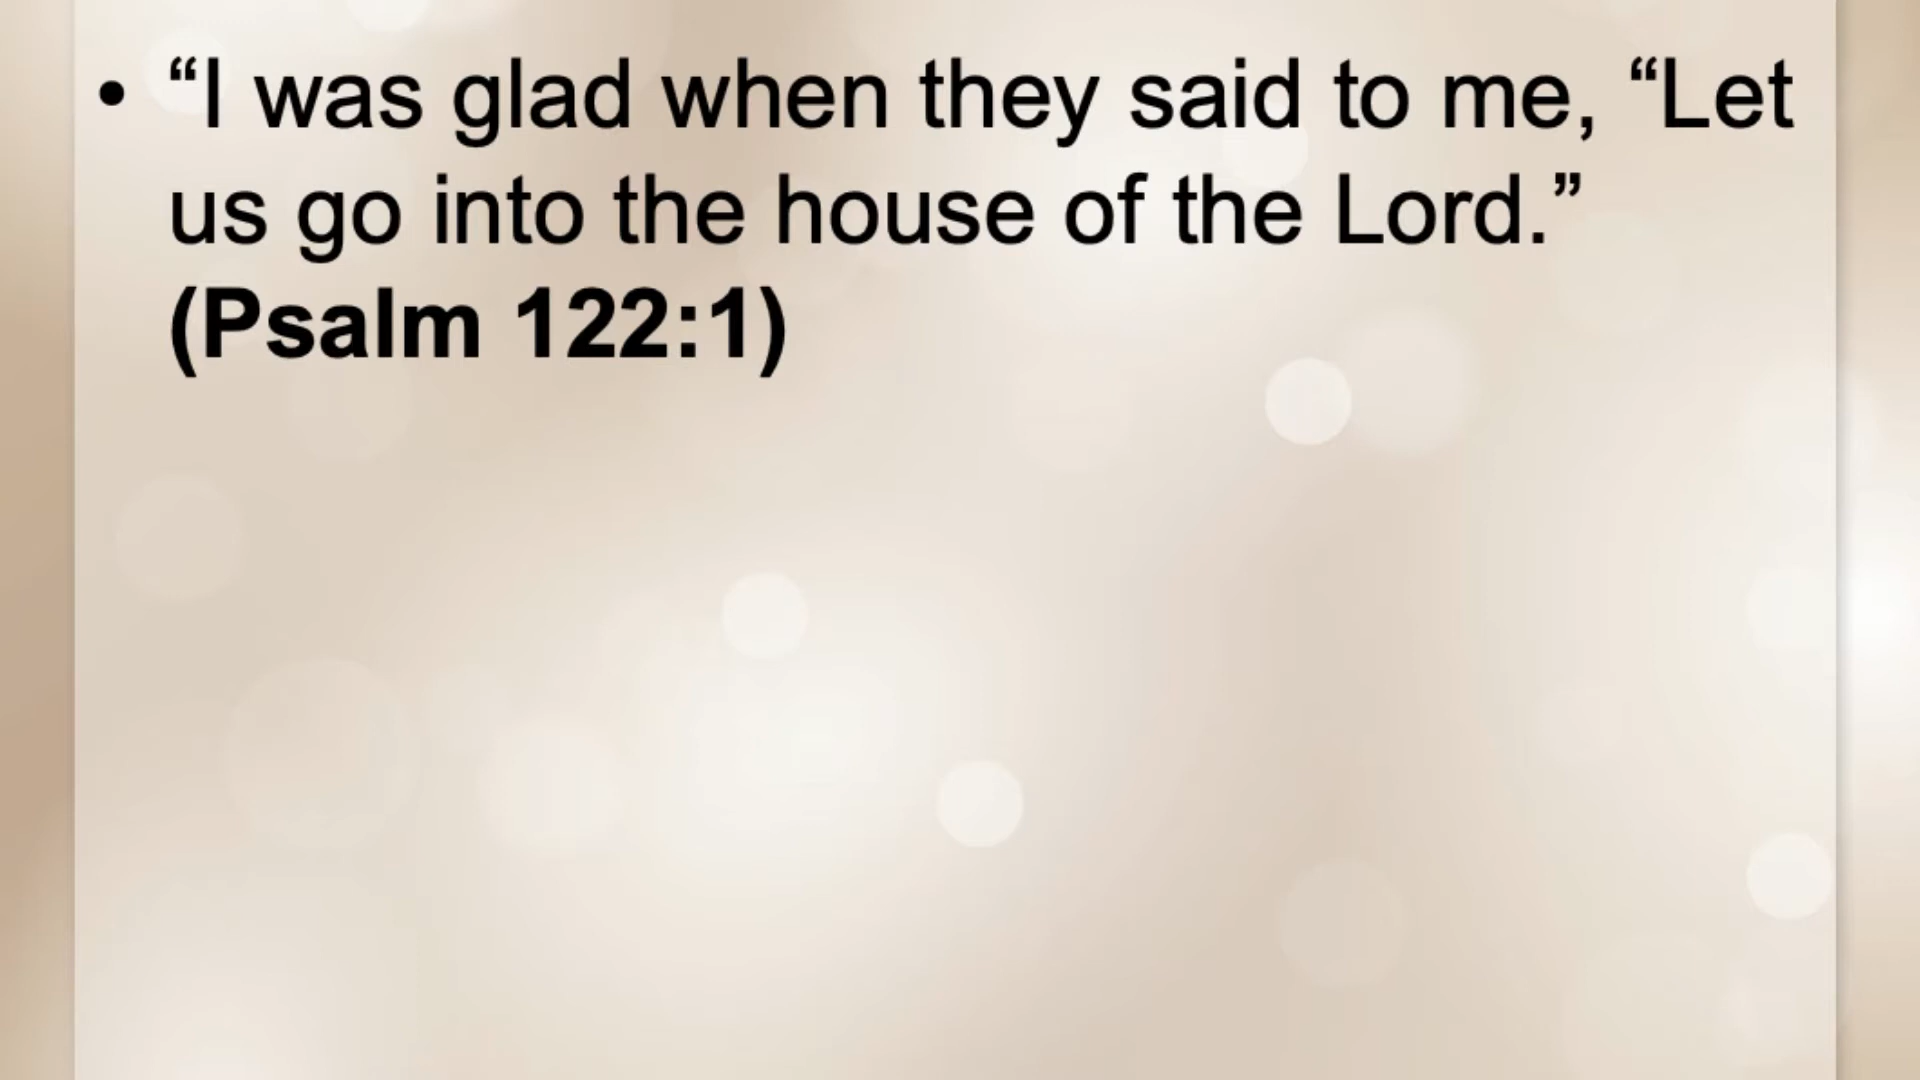 • “I was glad when they said to me, “Let
us go into the house of the Lord.”
(Psalm 122:1)